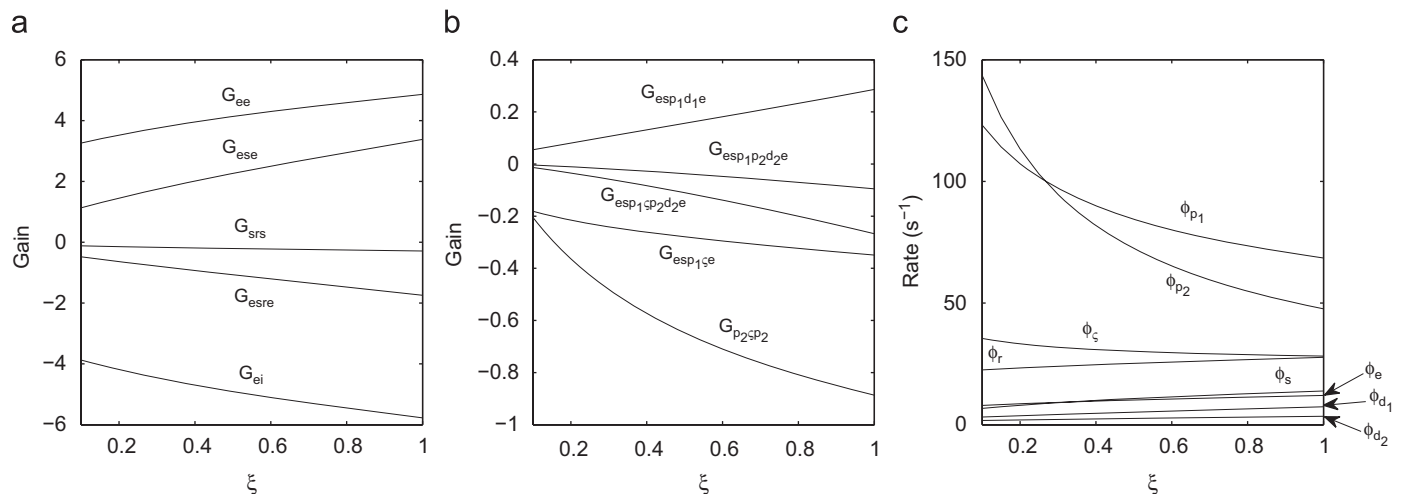 a
6
4
2
0
−2
−4
−6
Gain
G_ee
G_ese
G_srs
G_esre
G_ei
0.2 0.4 0.6 0.8 1
ξ
b
0.4
0.2
0
−0.2
−0.4
−0.6
−0.8
−1
Gain
G_esp₁d₁e
G_esp₁p₂d₂e
G_esp₁ςp₂d₂e
G_esp₁ςe
G_p₂ςp₂
0.2 0.4 0.6 0.8 1
ξ
c
150
100
50
0
Rate (s⁻¹)
ϕ_p₁
ϕ_p₂
ϕ_ς
ϕ_r
ϕ_s
ϕ_e
ϕ_d₁
ϕ_d₂
0.2 0.4 0.6 0.8 1
ξ